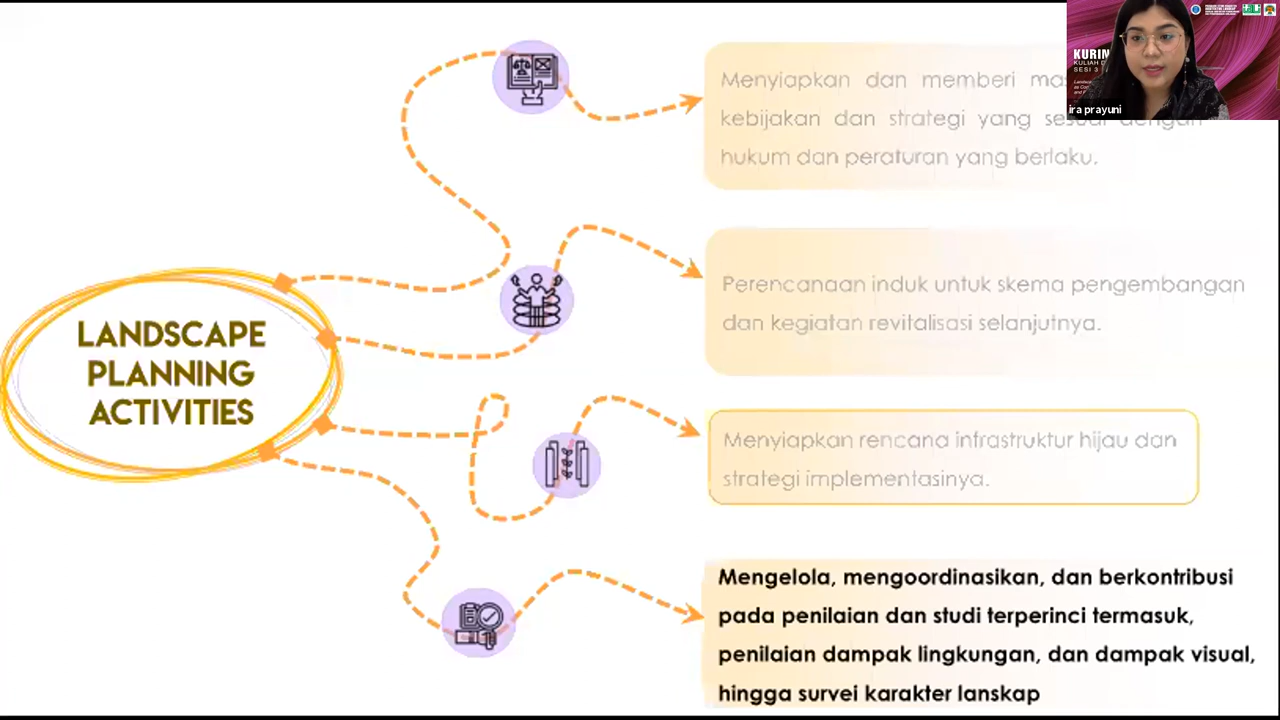 LANDSCAPE
PLANNING
ACTIVITIES
Menyiapkan dan memberi
kebijakan dan strategi yang sesuai dengan
hukum dan peraturan yang berlaku.
Perencanaan induk untuk skema pengembangan
dan kegiatan revitalisasi selanjutnya.
Menyiapkan rencana infrastruktur hijau dan
strategi implementasinya.
Mengelola, mengoordinasikan, dan berkontribusi
pada penilaian dan studi terperinci termasuk,
penilaian dampak lingkungan, dan dampak visual,
hingga survei karakter lanskap
SESI 3
ira prayuni